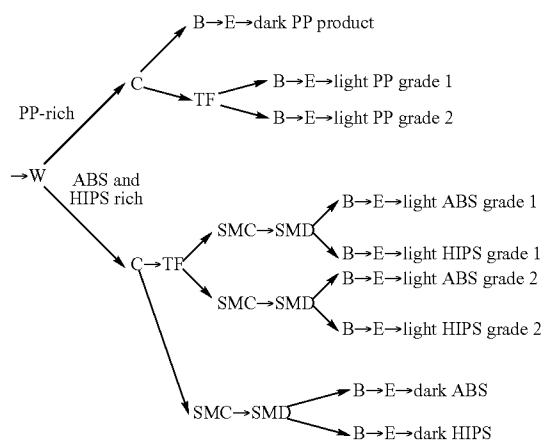 B→E→dark PP product
C
B→E→light PP grade 1
TF
PP-rich
B→E→light PP grade 2
→W
ABS and
HIPS rich
B→E→light ABS grade 1
SMC→SMD
B→E→light HIPS grade 1
C→TF
B→E→light ABS grade 2
SMC→SMD
B→E→light HIPS grade 2
B→E→dark ABS
SMC→SMD
B→E→dark HIPS